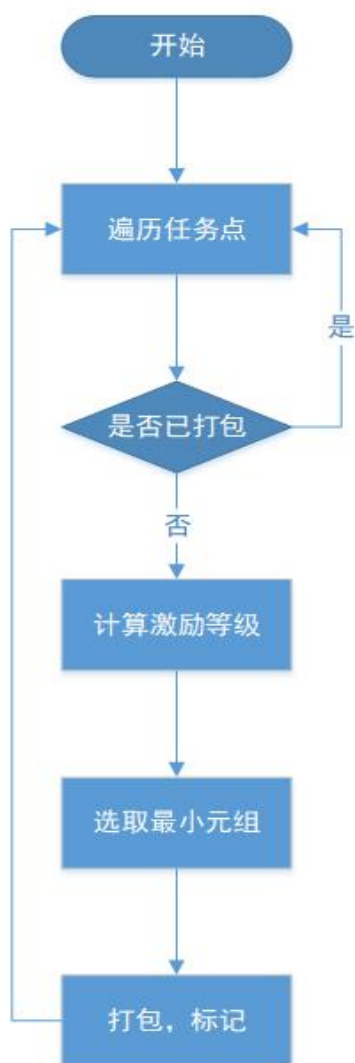 开始
遍历任务点
是
是否已打包
否
计算激励等级
选取最小元组
打包，标记